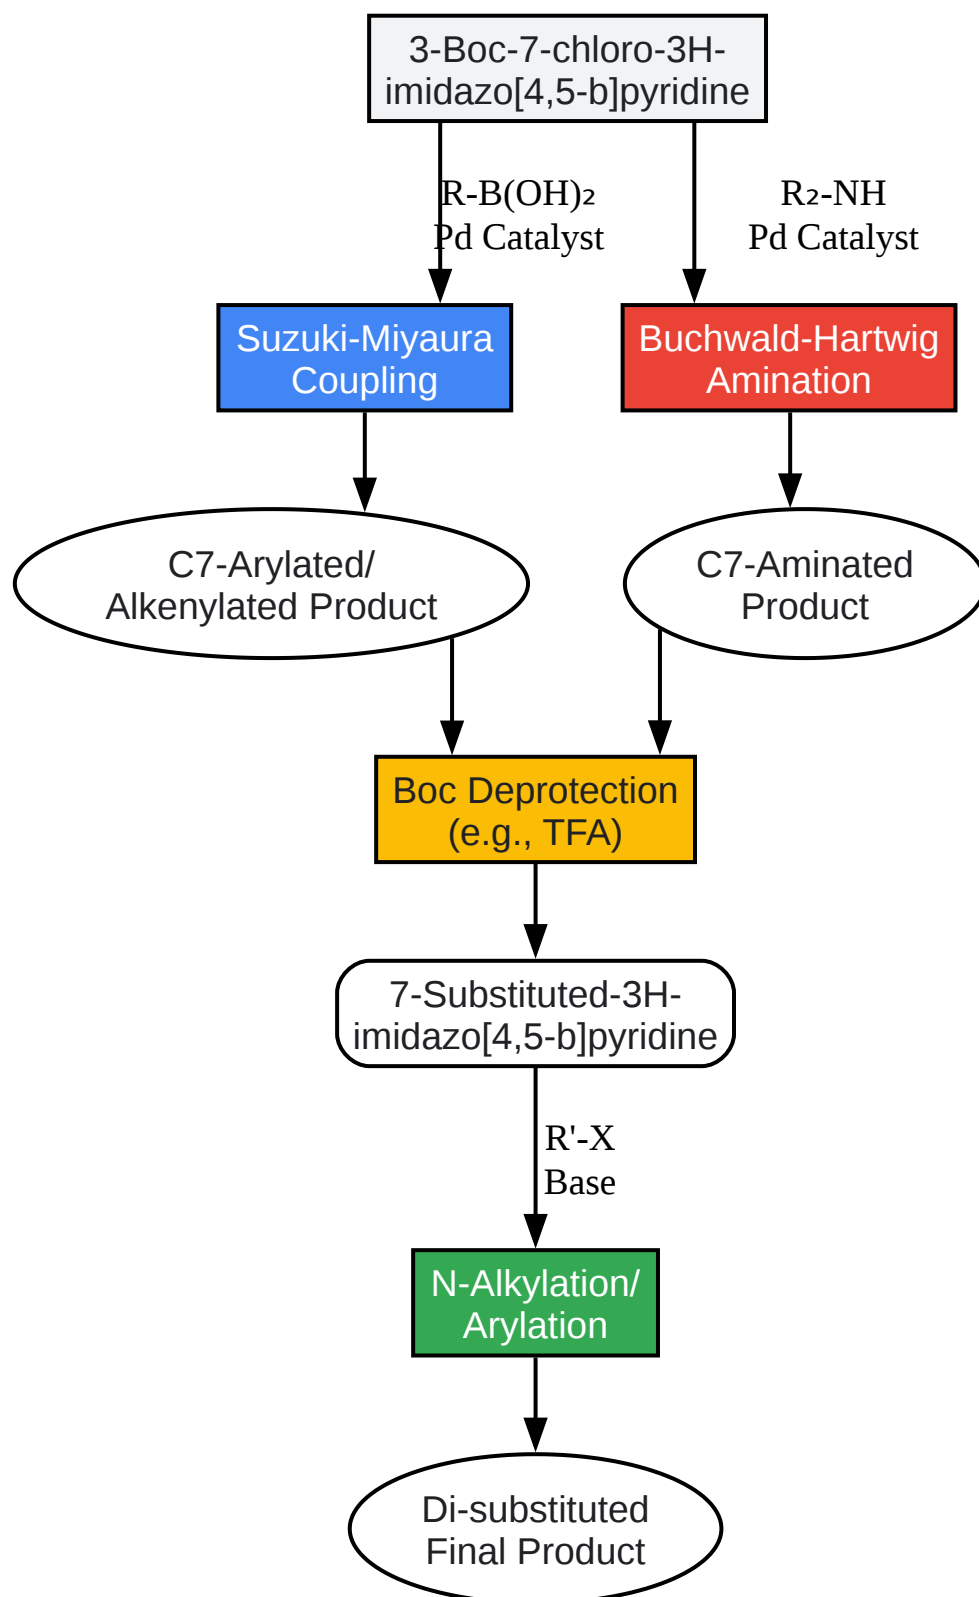 3-Boc-7-chloro-3H-
imidazo[4,5-b]pyridine
R-B(OH)₂
Pd Catalyst
R₂-NH
Pd Catalyst
Suzuki-Miyaura
Coupling
Buchwald-Hartwig
Amination
C7-Arylated/
Alkenylated Product
C7-Aminated
Product
Boc Deprotection
(e.g., TFA)
7-Substituted-3H-
imidazo[4,5-b]pyridine
R'-X
Base
N-Alkylation/
Arylation
Di-substituted
Final Product